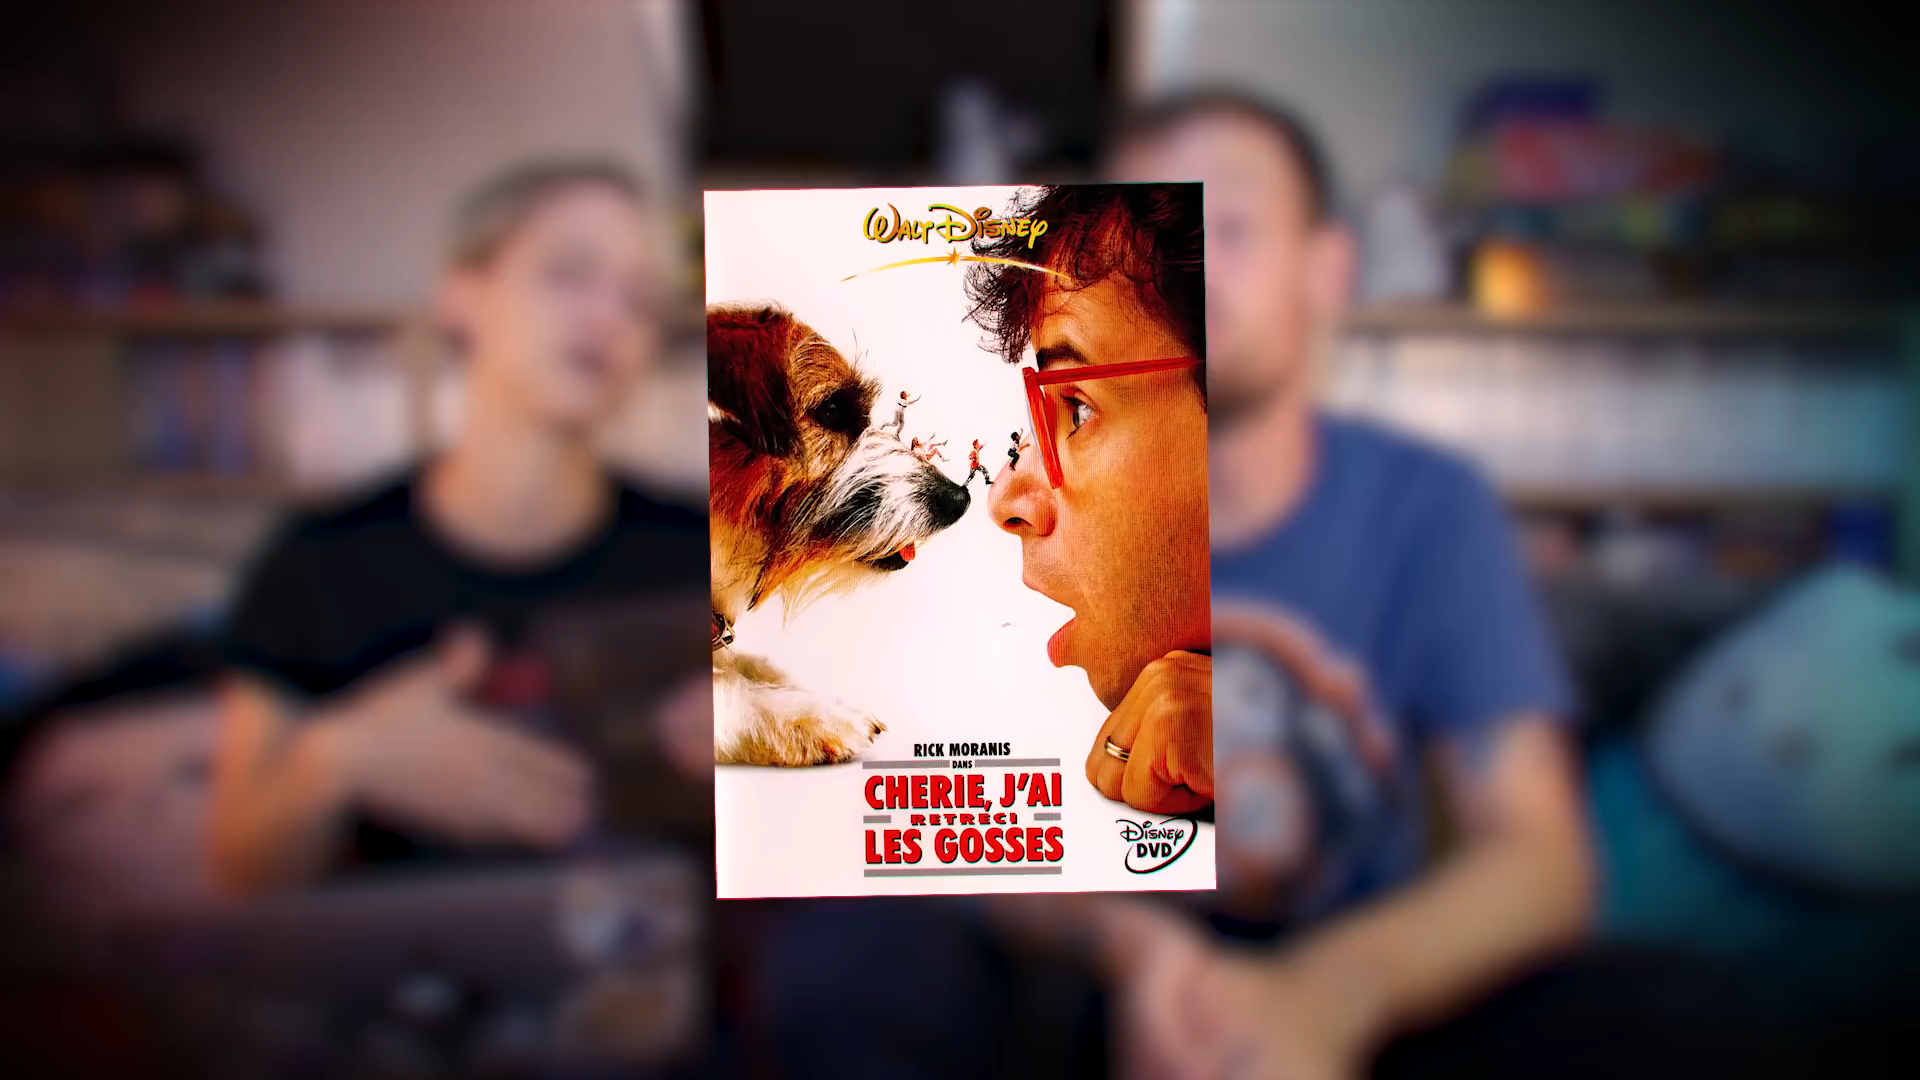 WALT DISNEY
RICK MORANIS
DANS
CHERIE, J'AI
RETRECI
LES GOSSES
DISNEY
DVD